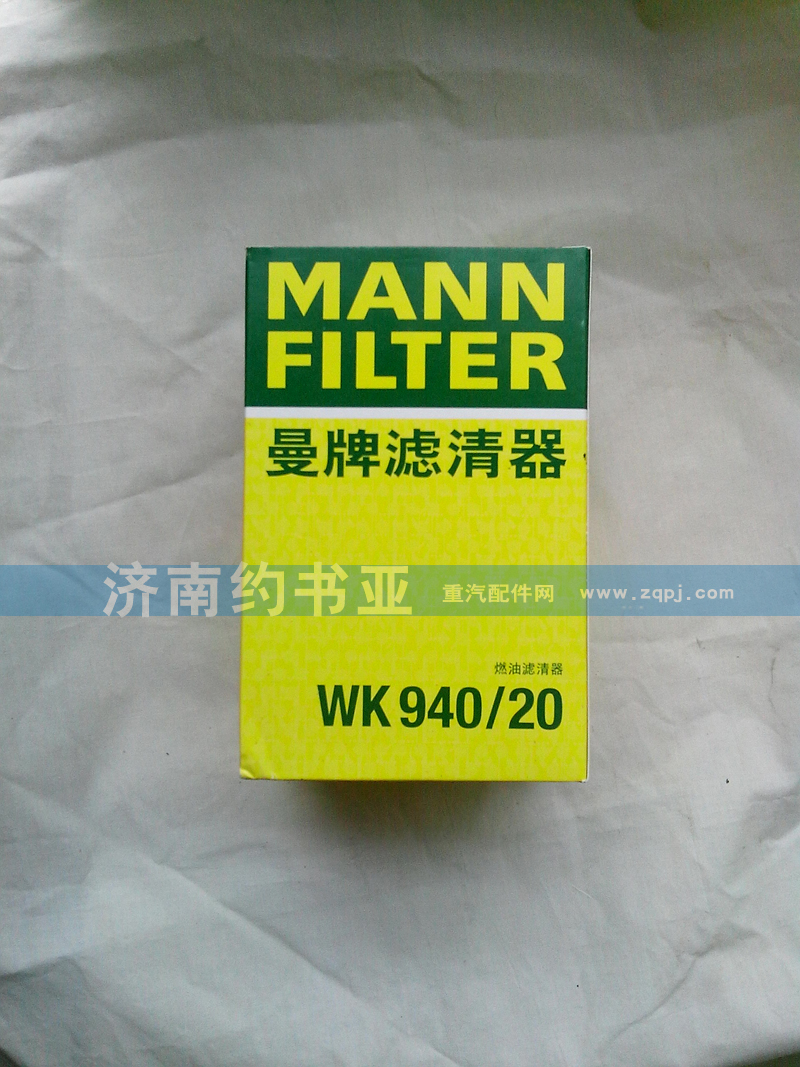 MANN
FILTER
曼牌滤清器
济南约书亚 重汽配件网 www.zqpj.com
燃油滤清器
WK 940/20